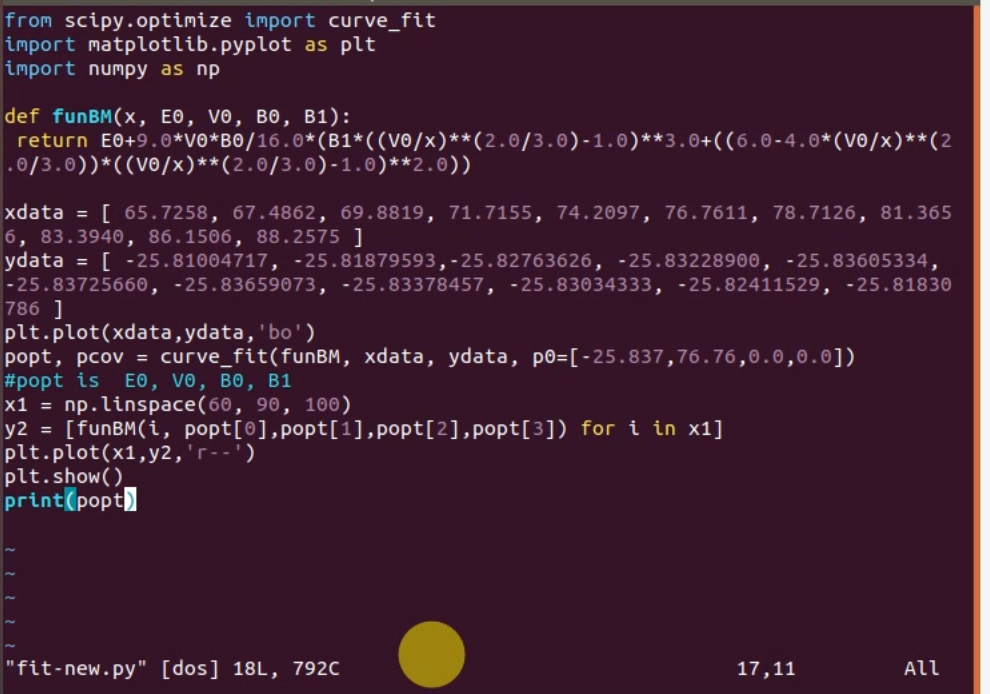 from scipy.optimize import curve_fit
import matplotlib.pyplot as plt
import numpy as np
def funBM(x, E0, V0, B0, B1):
 return E0+9.0*V0*B0/16.0*(B1*((V0/x)**(2.0/3.0)-1.0)**3.0+((6.0-4.0*(V0/x)**(2
.0/3.0))*((V0/x)**(2.0/3.0)-1.0)**2.0))
xdata = [ 65.7258, 67.4862, 69.8819, 71.7155, 74.2097, 76.7611, 78.7126, 81.365
6, 83.3940, 86.1506, 88.2575 ]
ydata = [ -25.81004717, -25.81879593,-25.82763626, -25.83228900, -25.83605334,
-25.83725660, -25.83659073, -25.83378457, -25.83034333, -25.82411529, -25.81830
786 ]
plt.plot(xdata,ydata,'bo')
popt, pcov = curve_fit(funBM, xdata, ydata, p0=[-25.837,76.76,0.0,0.0])
#popt is  E0, V0, B0, B1
x1 = np.linspace(60, 90, 100)
y2 = [funBM(i, popt[0],popt[1],popt[2],popt[3]) for i in x1]
plt.plot(x1,y2,'r--')
plt.show()
print(popt)
~
~
~
~
~
"fit-new.py" [dos] 18L, 792C 17,11 All